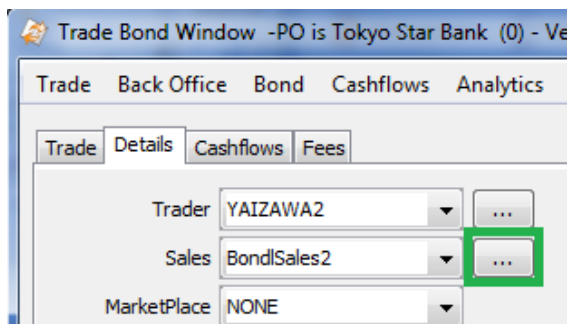 Trade Bond Window -PO is Tokyo Star Bank (0) - Ve
Trade Back Office Bond Cashflows Analytics
Trade Details Cashflows Fees
Trader YAIZAWA2 ...
Sales BondlSales2 ...
MarketPlace NONE